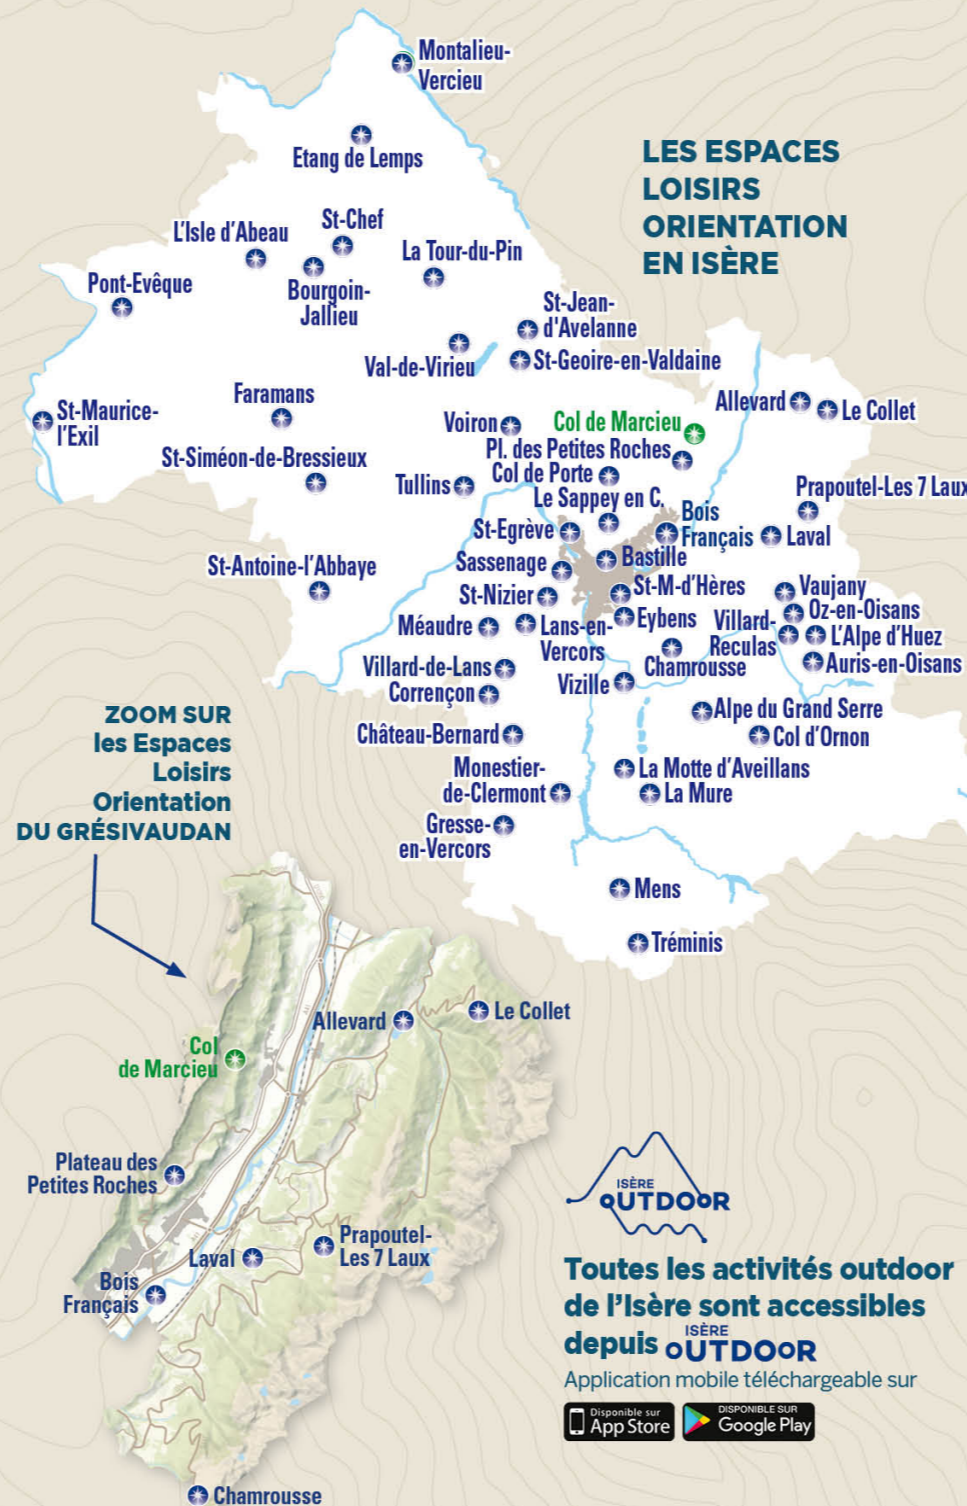 Montalieu-
Vercieu
Etang de Lemps
LES ESPACES
LOISIRS
ORIENTATION
EN ISÈRE
St-Chef
L'Isle d'Abeau
La Tour-du-Pin
Pont-Evêque
Bourgoin-
Jallieu
St-Jean-
d'Avelanne
Val-de-Virieu
St-Geoire-en-Valdaine
Faramans
St-Maurice-
l'Exil
Allevard
Le Collet
Voiron
Col de Marcieu
St-Siméon-de-Bressieux
Pl. des Petites Roches
Col de Porte
Tullins
Prapoutel-Les 7 Laux
Le Sappey en C.
Bois
Français
St-Egrève
Laval
Bastille
Sassenage
St-Antoine-l'Abbaye
St-M-d'Hères
Vaujany
St-Nizier
Oz-en-Oisans
Eybens
Villard-
Reculas
Méaudre
Lans-en-
Vercors
L'Alpe d'Huez
Chamrousse
Auris-en-Oisans
Villard-de-Lans
Vizille
Corrençon
Alpe du Grand Serre
Château-Bernard
Col d'Ornon
Monestier-
de-Clermont
La Motte d'Aveillans
La Mure
Gresse-
en-Vercors
Mens
Tréminis
ZOOM SUR
les Espaces
Loisirs
Orientation
DU GRÉSIVAUDAN
Le Collet
Allevard
Col
de Marcieu
Plateau des
Petites Roches
Prapoutel-
Les 7 Laux
Laval
Bois
Français
Chamrousse
ISÈRE
OUTDOOR
Toutes les activités outdoor
de l'Isère sont accessibles
depuis ISÈRE OUTDOOR
Application mobile téléchargeable sur
Disponible sur
App Store
DISPONIBLE SUR
Google Play